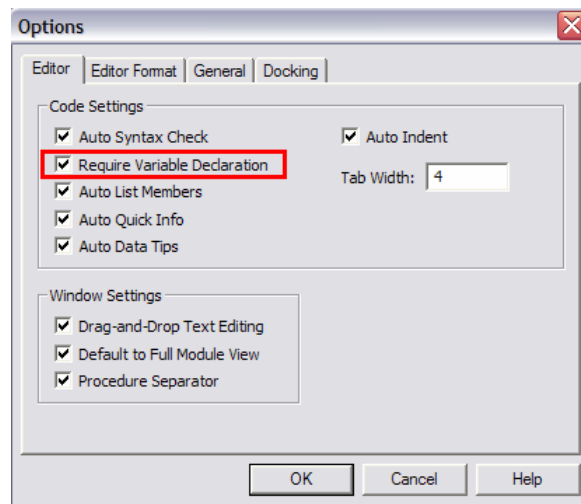 Options
Editor
Editor Format
General
Docking
Code Settings
Auto Syntax Check
Require Variable Declaration
Auto List Members
Auto Quick Info
Auto Data Tips
Auto Indent
Tab Width: 4
Window Settings
Drag-and-Drop Text Editing
Default to Full Module View
Procedure Separator
OK
Cancel
Help